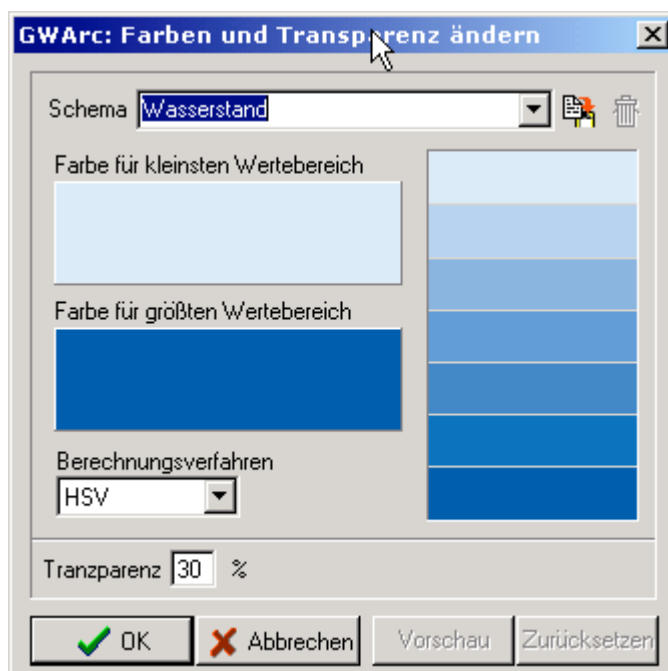 GWArc: Farben und Transparenz ändern
Schema Wasserstand
Farbe für kleinsten Wertebereich
Farbe für größten Wertebereich
Berechnungsverfahren
HSV
Tranzparenz 30 %
OK Abbrechen Vorschau Zurücksetzen